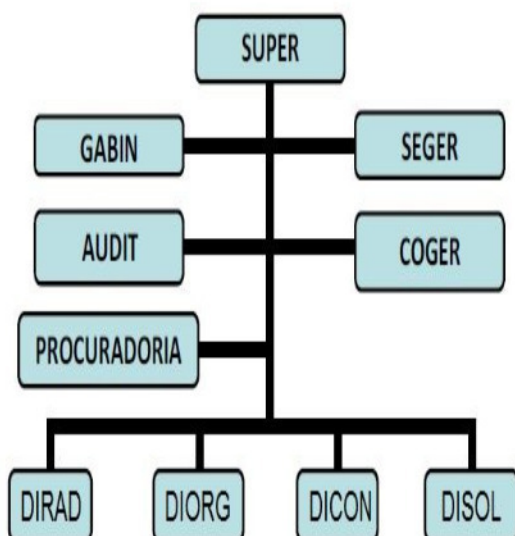 SUPER
GABIN
SEGER
AUDIT
COGER
PROCURADORIA
DIRAD
DIORG
DICON
DISOL